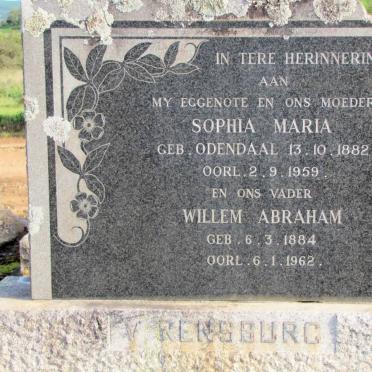 IN TERE HERINNERIN
AAN
MY EGGENOTE EN ONS MOEDER
SOPHIA MARIA
GEB. ODENDAAL 13.10.1882
OORL. 2.9.1959.
EN ONS VADER
WILLEM ABRAHAM
GEB. 6.3.1884
OORL. 6.1.1962.
V RENSBURG